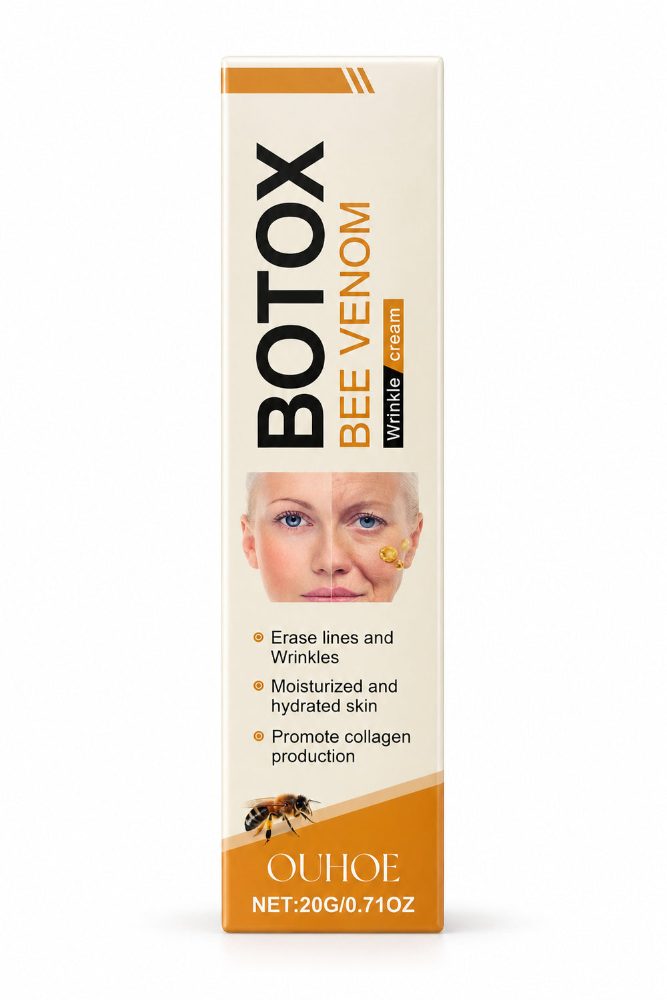 BOTOX
BEE VENOM
Wrinkle cream
Erase lines and
Wrinkles
Moisturized and
hydrated skin
Promote collagen
production
OUHOE
NET:20G/0.71OZ